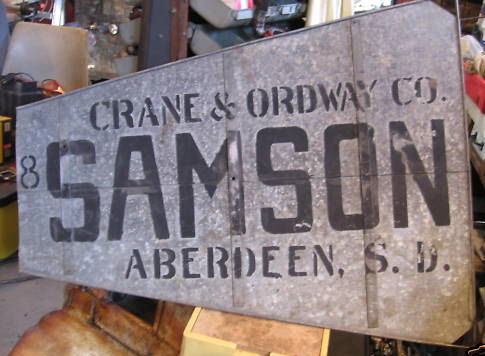 CRANE & ORDWAY CO.
8 SAMSON
ABERDEEN, S. D.